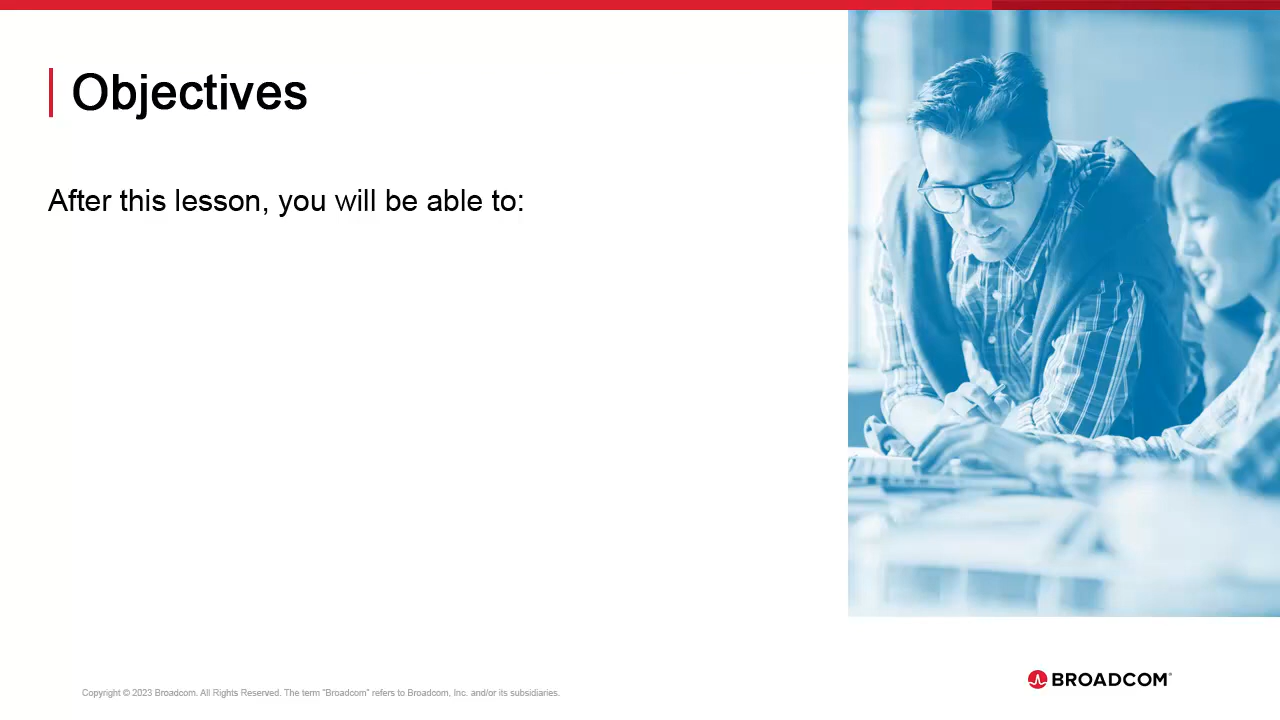 Objectives
After this lesson, you will be able to:
Copyright © 2023 Broadcom. All Rights Reserved. The term “Broadcom” refers to Broadcom, Inc. and/or its subsidiaries.
BROADCOM®